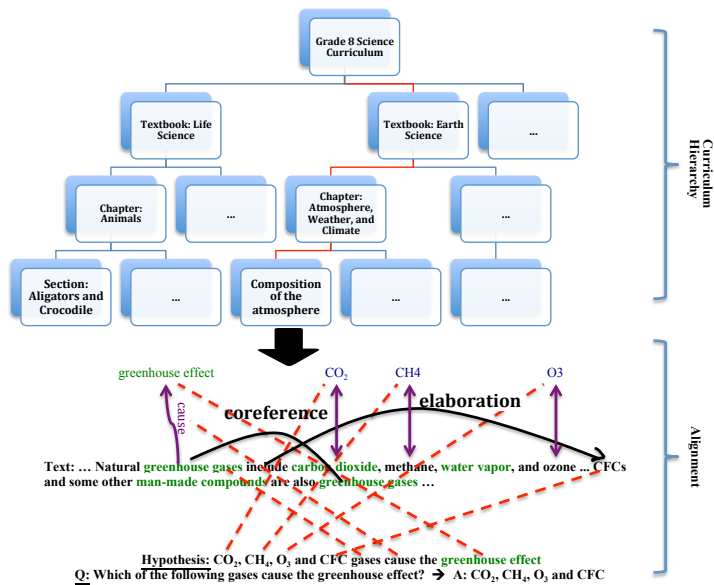 Grade 8 Science
Curriculum
Textbook: Life
Science
Textbook: Earth
Science
...
Chapter:
Animals
...
Chapter:
Atmosphere,
Weather, and
Climate
...
Section:
Aligators and
Crocodile
...
Composition
of the
atmosphere
...
...
Curriculum
Hierarchy
greenhouse effect
CO₂
CH4
O3
cause
coreference
elaboration
Text: … Natural greenhouse gases include carbon dioxide, methane, water vapor, and ozone ... CFCs
and some other man-made compounds are also greenhouse gases …
Alignment
Hypothesis: CO₂, CH₄, O₃ and CFC gases cause the greenhouse effect
Q: Which of the following gases cause the greenhouse effect? → A: CO₂, CH₄, O₃ and CFC